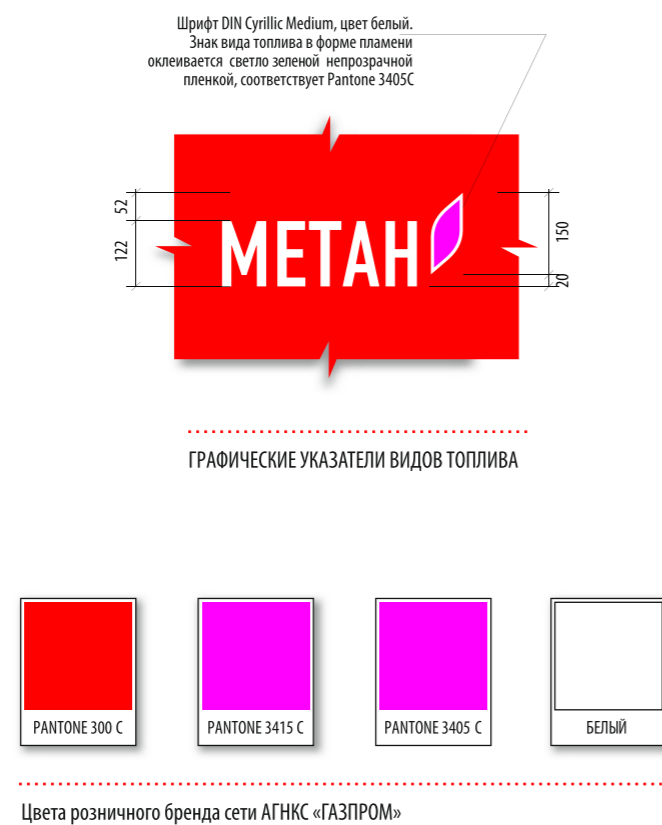 Шрифт DIN Cyrillic Medium, цвет белый.
Знак вида топлива в форме пламени
оклеивается светло зеленой непрозрачной
пленкой, соответствует Pantone 3405C
52
122
МЕТАН
150
20
ГРАФИЧЕСКИЕ УКАЗАТЕЛИ ВИДОВ ТОПЛИВА
PANTONE 300 C
PANTONE 3415 C
PANTONE 3405 C
БЕЛЫЙ
Цвета розничного бренда сети АГНКС «ГАЗПРОМ»